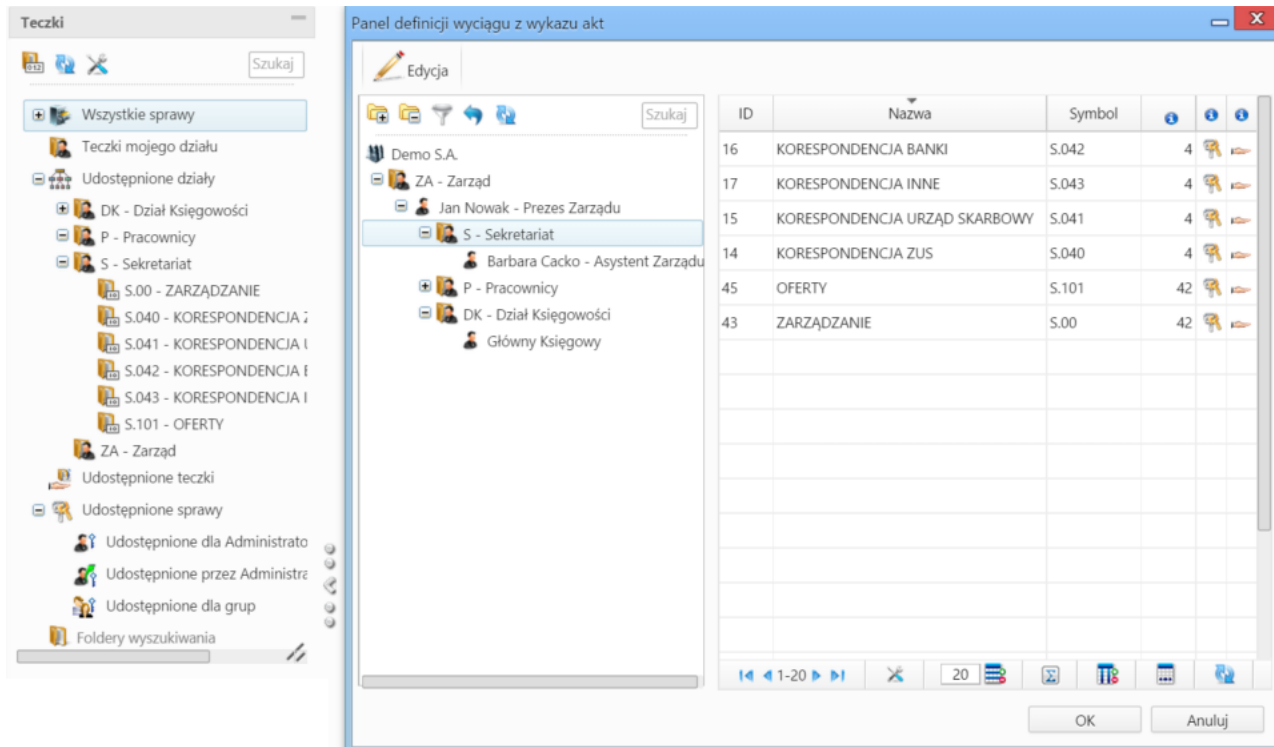 Teczki
Szukaj
Wszystkie sprawy
Teczki mojego działu
Udostępnione działy
DK - Dział Księgowości
P - Pracownicy
S - Sekretariat
S.00 - ZARZĄDZANIE
S.040 - KORESPONDENCJA
S.041 - KORESPONDENCJA
S.042 - KORESPONDENCJA
S.043 - KORESPONDENCJA
S.101 - OFERTY
ZA - Zarząd
Udostępnione teczki
Udostępnione sprawy
Udostępnione dla Administrato
Udostępnione przez Administra
Udostępnione dla grup
Foldery wyszukiwania
Panel definicji wyciągu z wykazu akt
Edycja
Szukaj
Demo S.A.
ZA - Zarząd
Jan Nowak - Prezes Zarządu
S - Sekretariat
Barbara Cacko - Asystent Zarządu
P - Pracownicy
DK - Dział Księgowości
Główny Księgowy
ID Nazwa Symbol
16 KORESPONDENCJA BANKI S.042 4
17 KORESPONDENCJA INNE S.043 4
15 KORESPONDENCJA URZĄD SKARBOWY S.041 4
14 KORESPONDENCJA ZUS S.040 4
45 OFERTY S.101 42
43 ZARZĄDZANIE S.00 42
1-20 20
OK Anuluj